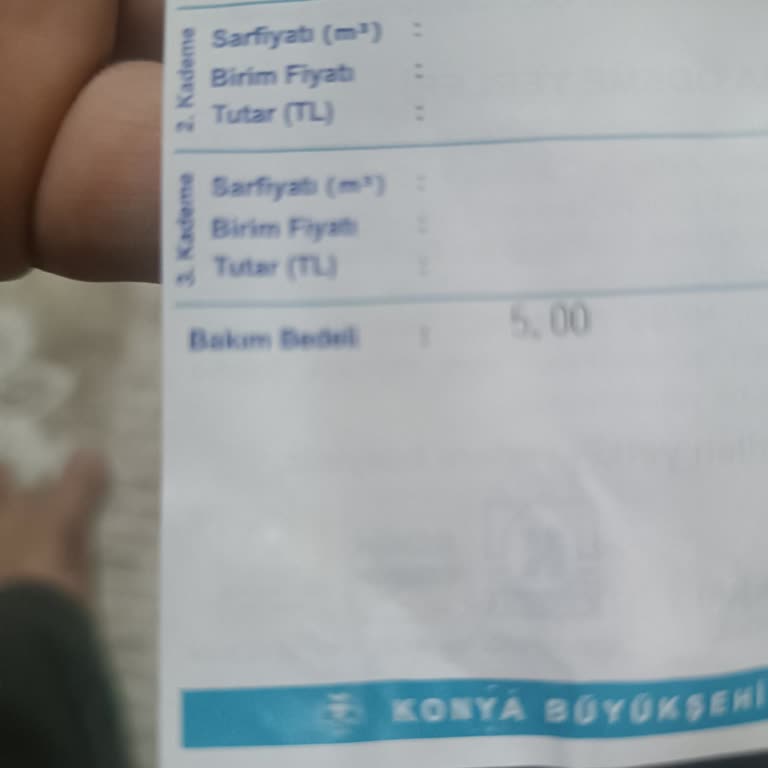 2. Kademe
Sarfiyatı (m³) :
Birim Fiyatı :
Tutar (TL) :
3. Kademe
Sarfiyatı (m³) :
Birim Fiyatı :
Tutar (TL) :
Bakım Bedeli : 5,00
KONYA BÜYÜKŞEHİ